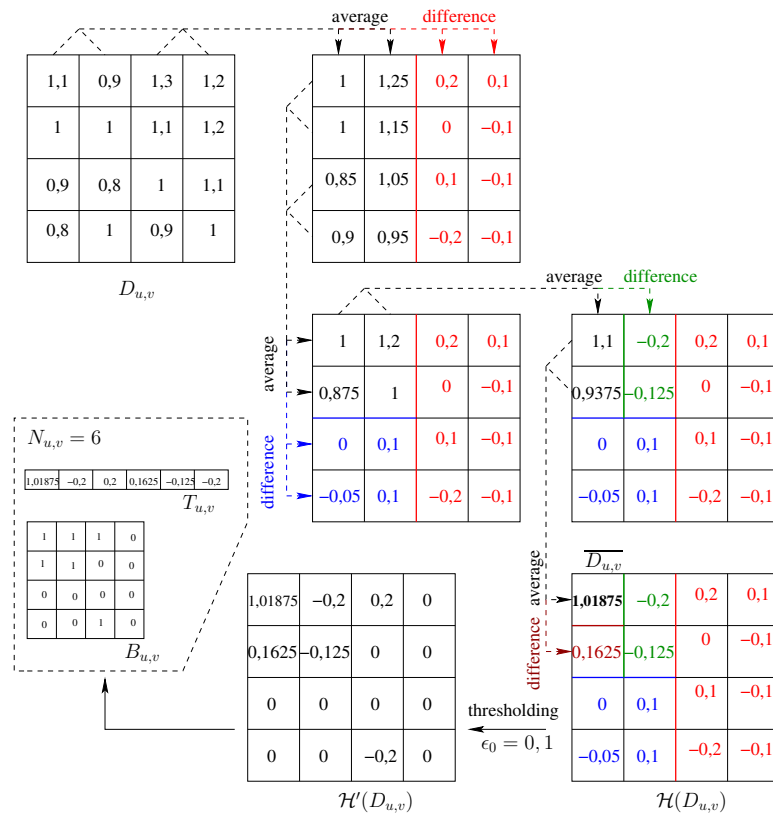 average difference
1,1 0,9 1,3 1,2
1 1 1,1 1,2
0,9 0,8 1 1,1
0,8 1 0,9 1
D_{u,v}
1 1,25 0,2 0,1
1 1,15 0 −0,1
0,85 1,05 0,1 −0,1
0,9 0,95 −0,2 −0,1
average difference
average
difference
1 1,2 0,2 0,1
0,875 1 0 −0,1
0 0,1 0,1 −0,1
−0,05 0,1 −0,2 −0,1
1,1 −0,2 0,2 0,1
0,9375 −0,125 0 −0,1
0 0,1 0,1 −0,1
−0,05 0,1 −0,2 −0,1
N_{u,v} = 6
1,01875 −0,2 0,2 0,1625 −0,125 −0,2
T_{u,v}
1 1 1 0
1 1 0 0
0 0 0 0
0 0 1 0
B_{u,v}
1,01875 −0,2 0,2 0
0,1625 −0,125 0 0
0 0 0 0
0 0 −0,2 0
ℋ′(D_{u,v})
thresholding
ϵ_0 = 0, 1
average
difference
\overline{D_{u,v}}
1,01875 −0,2 0,2 0,1
0,1625 −0,125 0 −0,1
0 0,1 0,1 −0,1
−0,05 0,1 −0,2 −0,1
ℋ(D_{u,v})